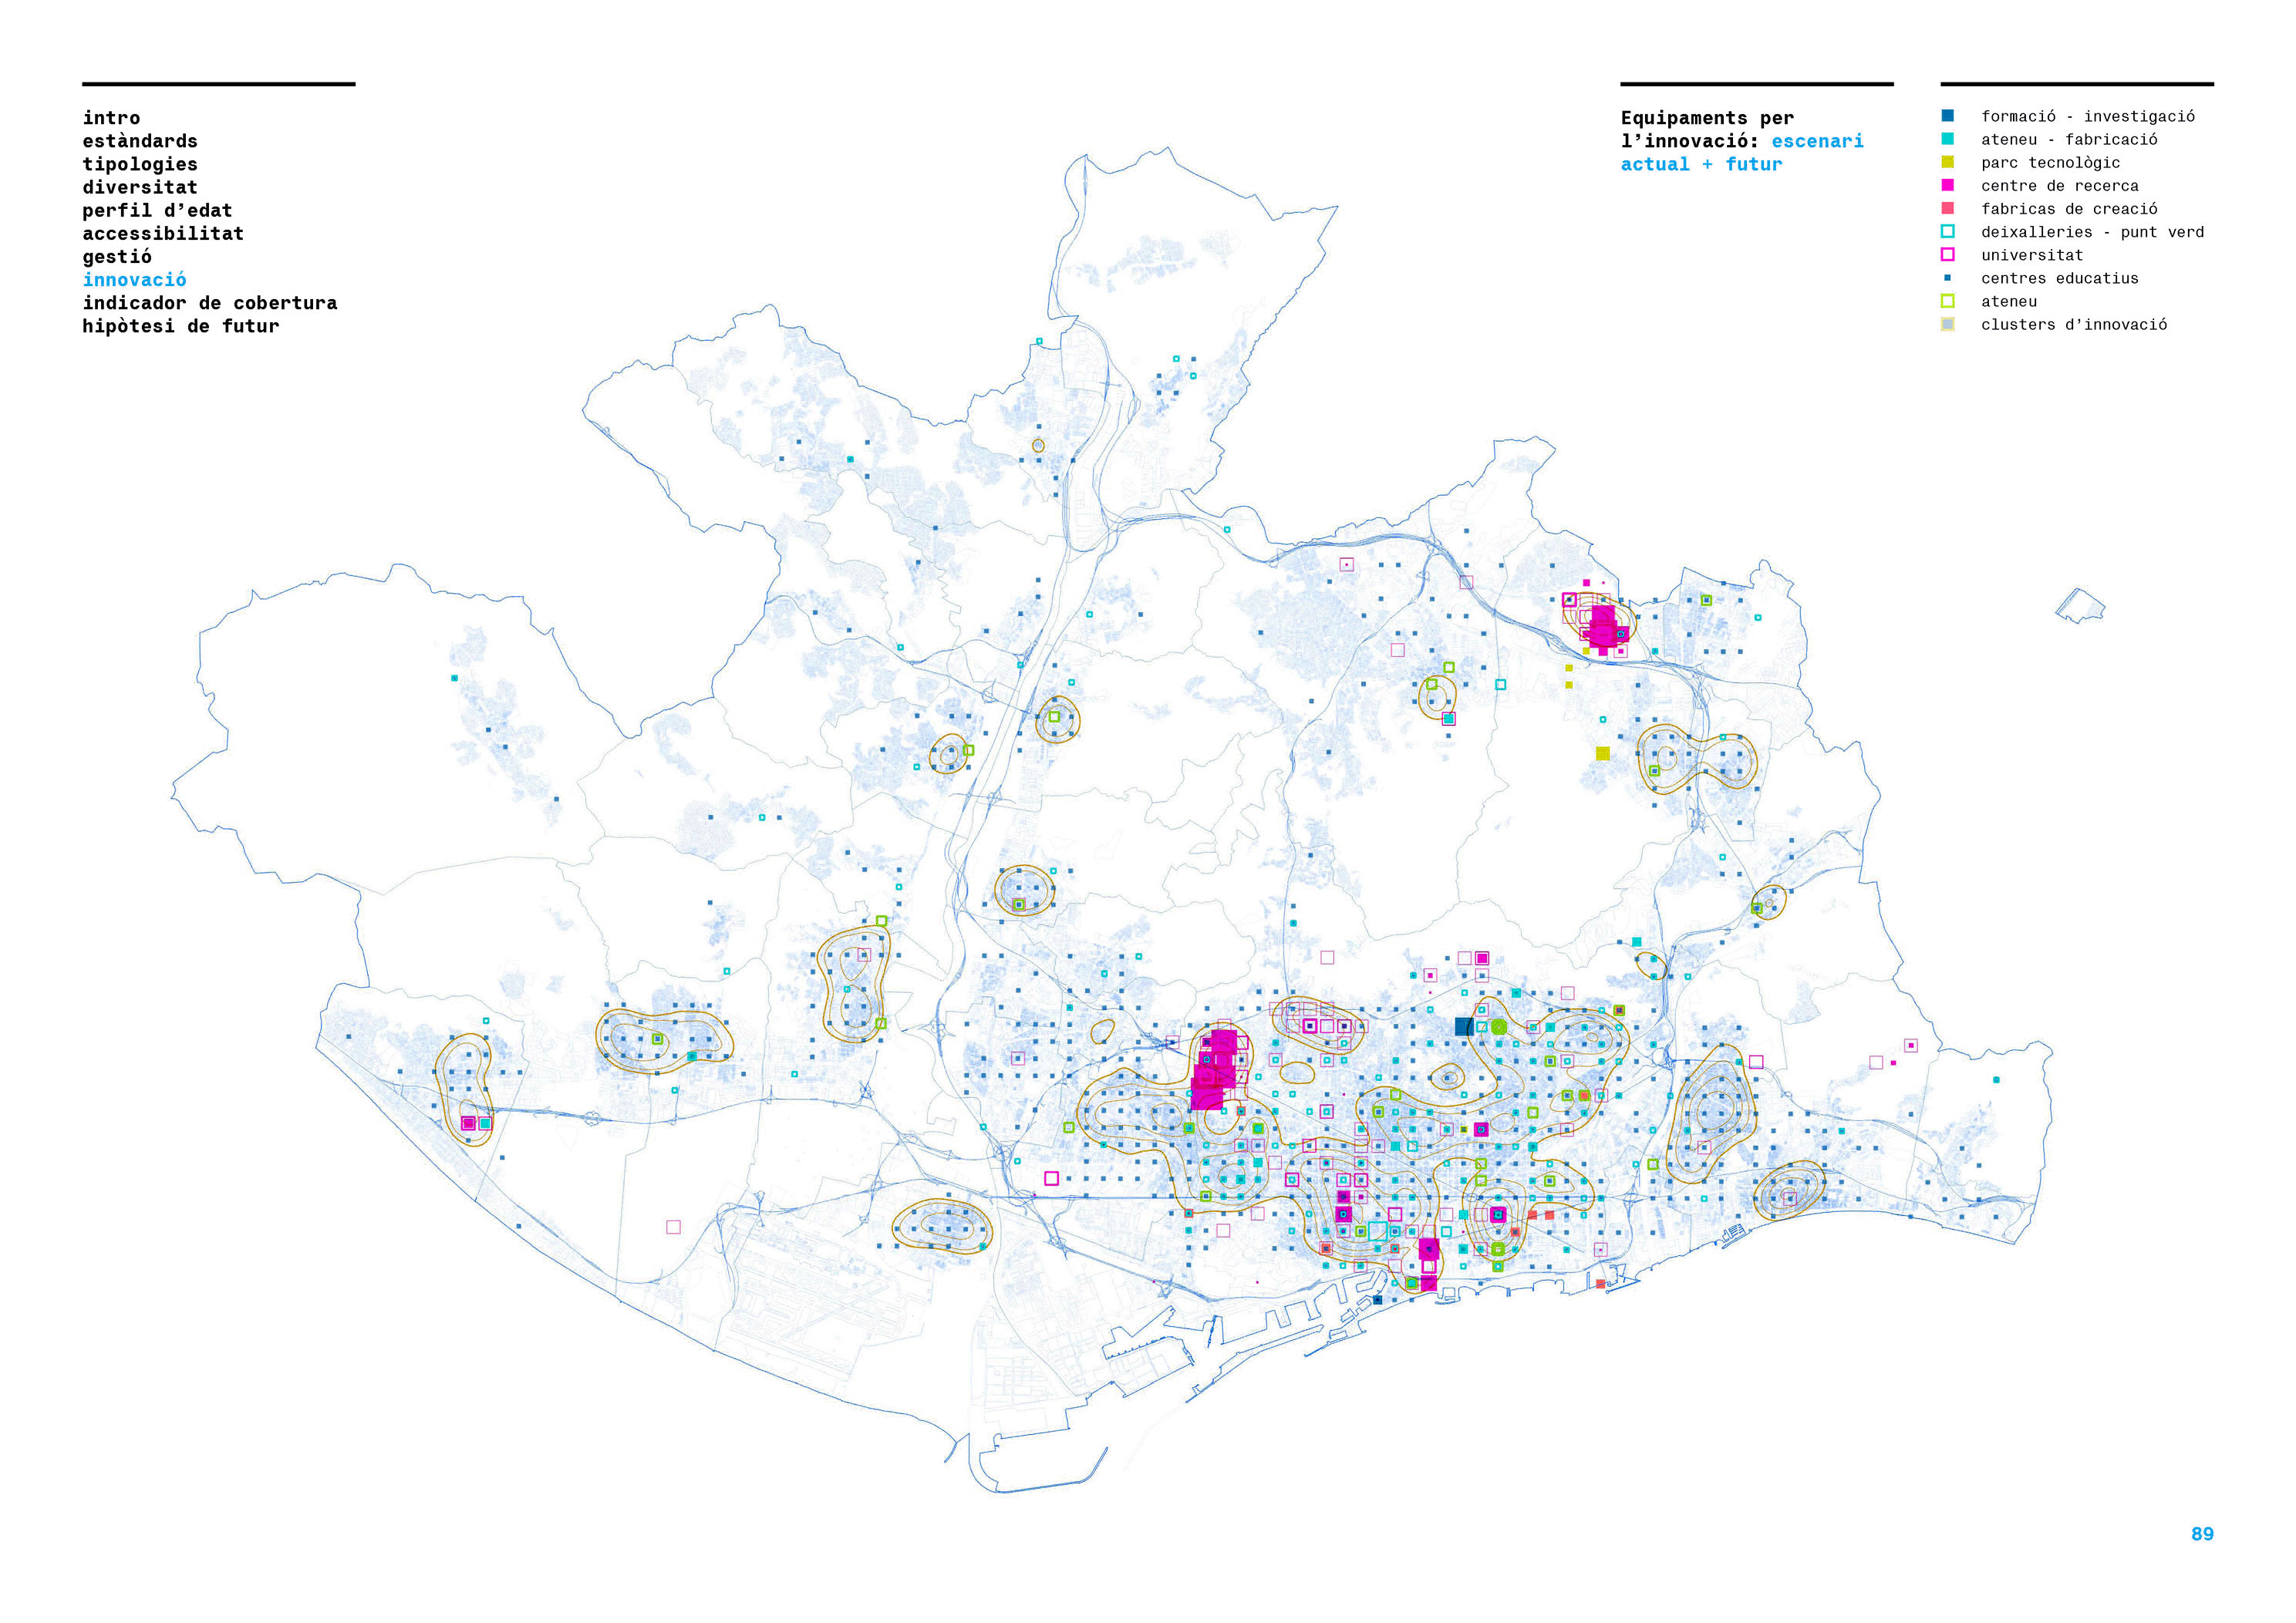 intro
estàndards
tipologies
diversitat
perfil d'edat
accessibilitat
gestió
innovació
indicador de cobertura
hipòtesi de futur
Equipaments per
l'innovació: escenari
actual + futur
formació - investigació
ateneu - fabricació
parc tecnològic
centre de recerca
fabricas de creació
deixalleries - punt verd
universitat
centres educatius
ateneu
clusters d'innovació
89